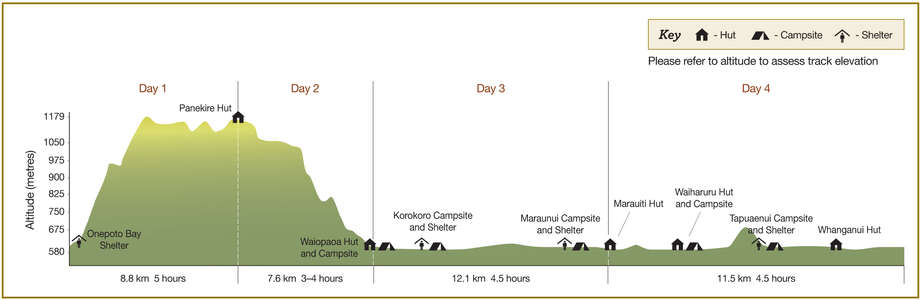 Key - Hut - Campsite - Shelter
Please refer to altitude to assess track elevation
Day 1 Day 2 Day 3 Day 4
Altitude (metres)
1179
1050
975
900
825
750
675
580
Panekire Hut
Onepoto Bay
Shelter
Waiopaoa Hut
and Campsite
Korokoro Campsite
and Shelter
Maraunui Campsite
and Shelter
Marauiti Hut
Waiharuru Hut
and Campsite
Tapuaenui Campsite
and Shelter
Whanganui Hut
8.8 km 5 hours 7.6 km 3–4 hours 12.1 km 4.5 hours 11.5 km 4.5 hours